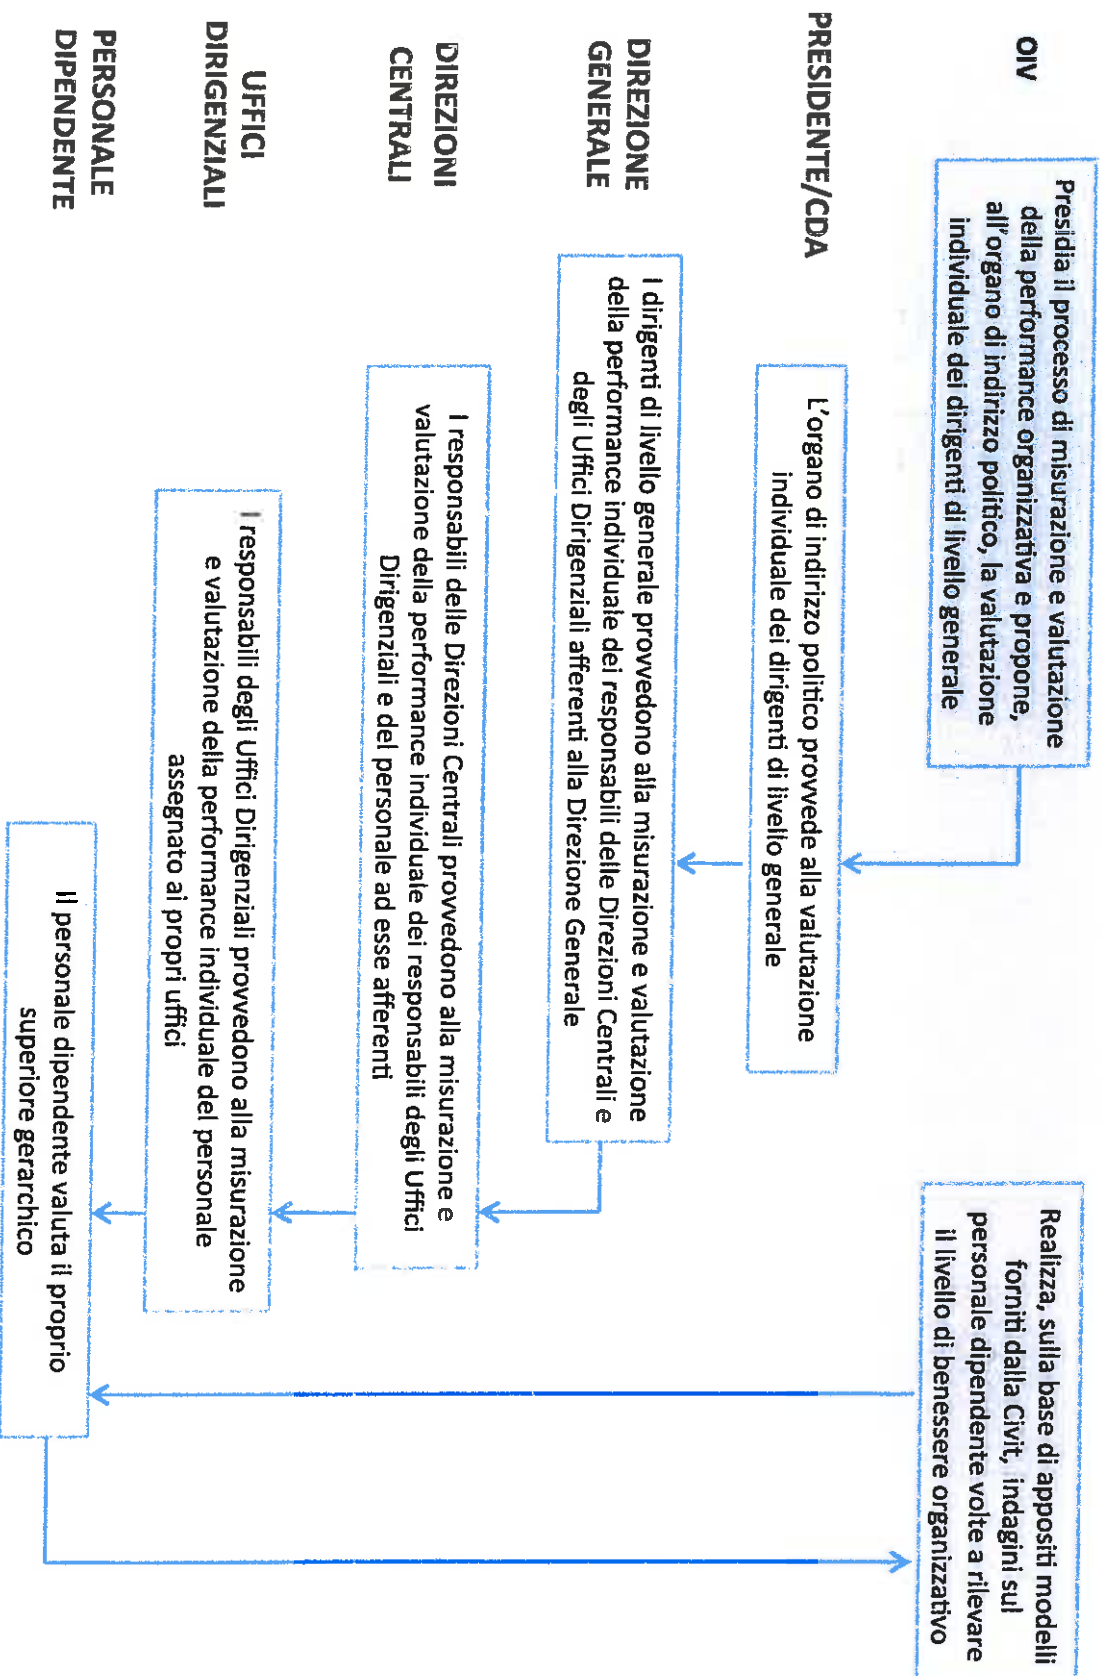 OIV
Presidia il processo di misurazione e valutazione
della performance organizzativa e propone,
all'organo di indirizzo politico, la valutazione
individuale dei dirigenti di livello generale
Realizza, sulla base di appositi modelli
forniti dalla Civit, indagini sul
personale dipendente volte a rilevare
il livello di benessere organizzativo
PRESIDENTE/CDA
L'organo di indirizzo politico provvede alla valutazione
individuale dei dirigenti di livello generale
DIREZIONE
GENERALE
I dirigenti di livello generale provvedono alla misurazione e valutazione
della performance individuale dei responsabili delle Direzioni Centrali e
degli Uffici Dirigenziali afferenti alla Direzione Generale
DIREZIONI
CENTRALI
I responsabili delle Direzioni Centrali provvedono alla misurazione e
valutazione della performance individuale dei responsabili degli Uffici
Dirigenziali e del personale ad esse afferenti
UFFICI
DIRIGENZIALI
I responsabili degli Uffici Dirigenziali provvedono alla misurazione
e valutazione della performance individuale del personale
assegnato ai propri uffici
PERSONALE
DIPENDENTE
Il personale dipendente valuta il proprio
superiore gerarchico